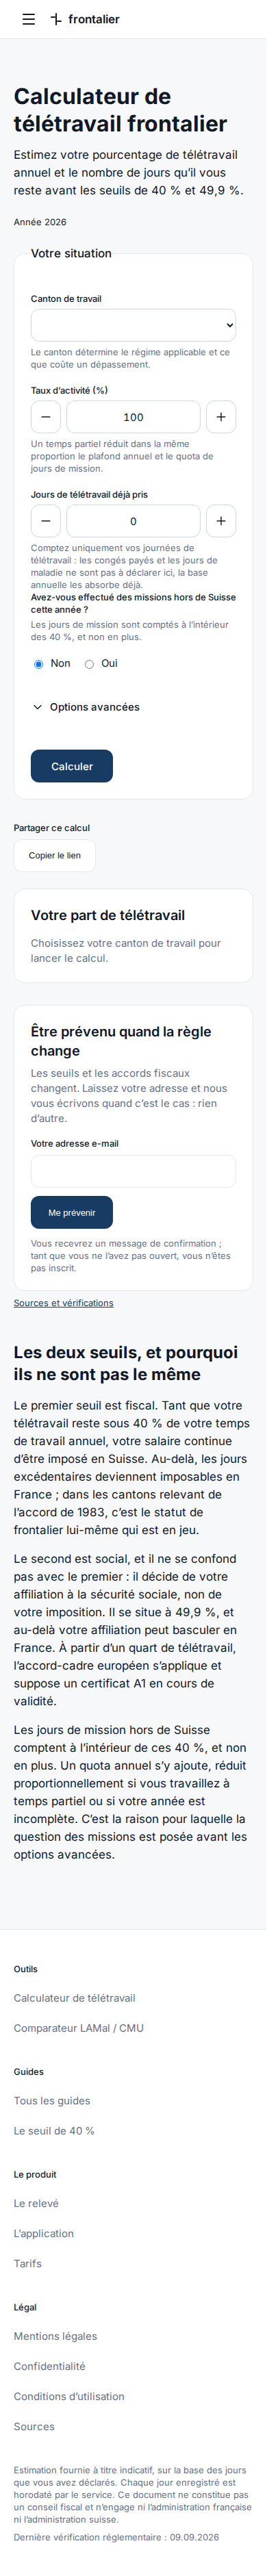 frontalier
Calculateur de
télétravail frontalier
Estimez votre pourcentage de télétravail
annuel et le nombre de jours qu’il vous
reste avant les seuils de 40 % et 49,9 %.
Année 2026
Votre situation
Canton de travail
Le canton détermine le régime applicable et ce
que coûte un dépassement.
Taux d’activité (%)
100
Un temps partiel réduit dans la même
proportion le plafond annuel et le quota de
jours de mission.
Jours de télétravail déjà pris
0
Comptez uniquement vos journées de
télétravail : les congés payés et les jours de
maladie ne sont pas à déclarer ici, la base
annuelle les absorbe déjà.
Avez-vous effectué des missions hors de Suisse
cette année ?
Les jours de mission sont comptés à l’intérieur
des 40 %, et non en plus.
Non Oui
Options avancées
Calculer
Partager ce calcul
Copier le lien
Votre part de télétravail
Choisissez votre canton de travail pour
lancer le calcul.
Être prévenu quand la règle
change
Les seuils et les accords fiscaux
changent. Laissez votre adresse et nous
vous écrivons quand c’est le cas : rien
d’autre.
Votre adresse e-mail
Me prévenir
Vous recevrez un message de confirmation ;
tant que vous ne l’avez pas ouvert, vous n’êtes
pas inscrit.
Sources et vérifications
Les deux seuils, et pourquoi
ils ne sont pas le même
Le premier seuil est fiscal. Tant que votre
télétravail reste sous 40 % de votre temps
de travail annuel, votre salaire continue
d’être imposé en Suisse. Au-delà, les jours
excédentaires deviennent imposables en
France ; dans les cantons relevant de
l’accord de 1983, c’est le statut de
frontalier lui-même qui est en jeu.
Le second est social, et il ne se confond
pas avec le premier : il décide de votre
affiliation à la sécurité sociale, non de
votre imposition. Il se situe à 49,9 %, et
au-delà votre affiliation peut basculer en
France. À partir d’un quart de télétravail,
l’accord-cadre européen s’applique et
suppose un certificat A1 en cours de
validité.
Les jours de mission hors de Suisse
comptent à l’intérieur de ces 40 %, et non
en plus. Un quota annuel s’y ajoute, réduit
proportionnellement si vous travaillez à
temps partiel ou si votre année est
incomplète. C’est la raison pour laquelle la
question des missions est posée avant les
options avancées.
Outils
Calculateur de télétravail
Comparateur LAMal / CMU
Guides
Tous les guides
Le seuil de 40 %
Le produit
Le relevé
L’application
Tarifs
Légal
Mentions légales
Confidentialité
Conditions d’utilisation
Sources
Estimation fournie à titre indicatif, sur la base des jours
que vous avez déclarés. Chaque jour enregistré est
horodaté par le service. Ce document ne constitue pas
un conseil fiscal et n’engage ni l’administration française
ni l’administration suisse.
Dernière vérification réglementaire : 09.09.2026